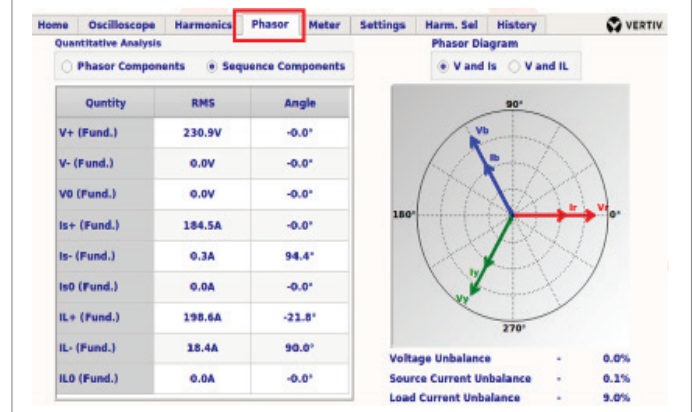 Home Oscilloscope Harmonics Phasor Meter Settings Harm. Sel History VERTIV
Quantitative Analysis
Phasor Components Sequence Components
Quntity RMS Angle
V+ (Fund.) 230.9V -0.0°
V- (Fund.) 0.0V -0.0°
V0 (Fund.) 0.0V -0.0°
Is+ (Fund.) 184.5A -0.0°
Is- (Fund.) 0.3A 94.4°
Is0 (Fund.) 0.0A -0.0°
IL+ (Fund.) 198.6A -21.8°
IL- (Fund.) 18.4A 90.0°
IL0 (Fund.) 0.0A -0.0°
Phasor Diagram
V and Is V and IL
90°
Vb
Ib
180° Ir Vr 0°
Iy
Vy
270°
Voltage Unbalance - 0.0%
Source Current Unbalance - 0.1%
Load Current Unbalance - 9.0%